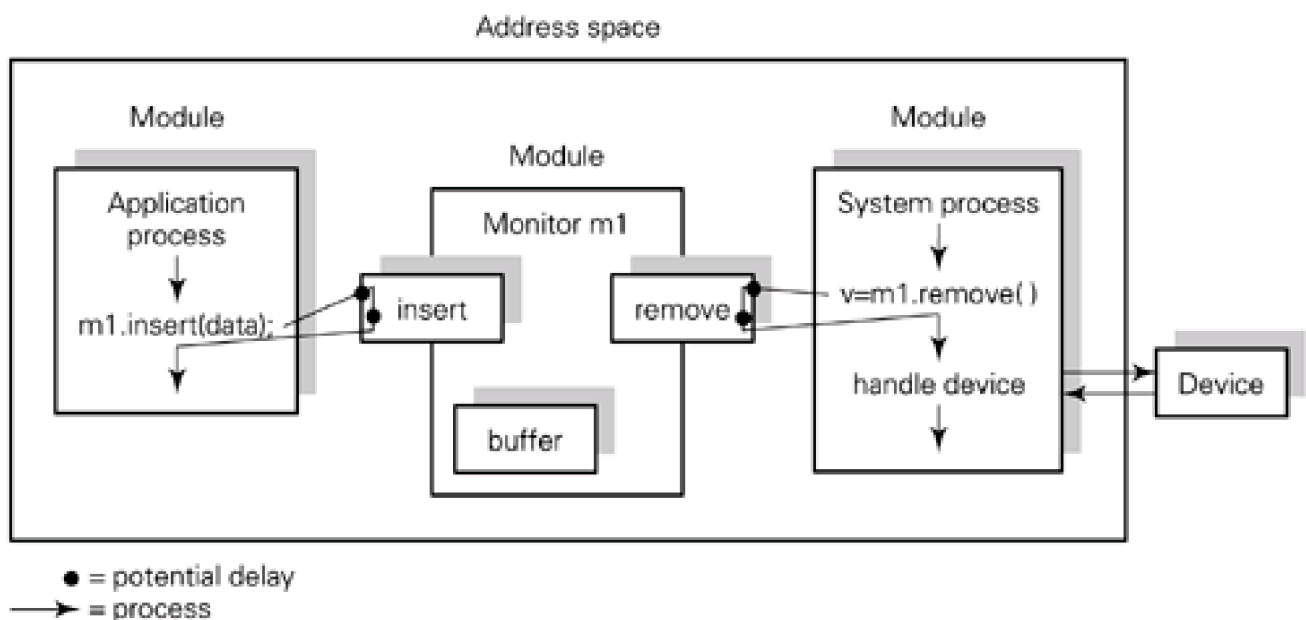 Address space
Module
Module
Module
Application
process
m1.insert(data);
Monitor m1
insert
remove
buffer
System process
v=m1.remove( )
handle device
Device
● = potential delay
= process